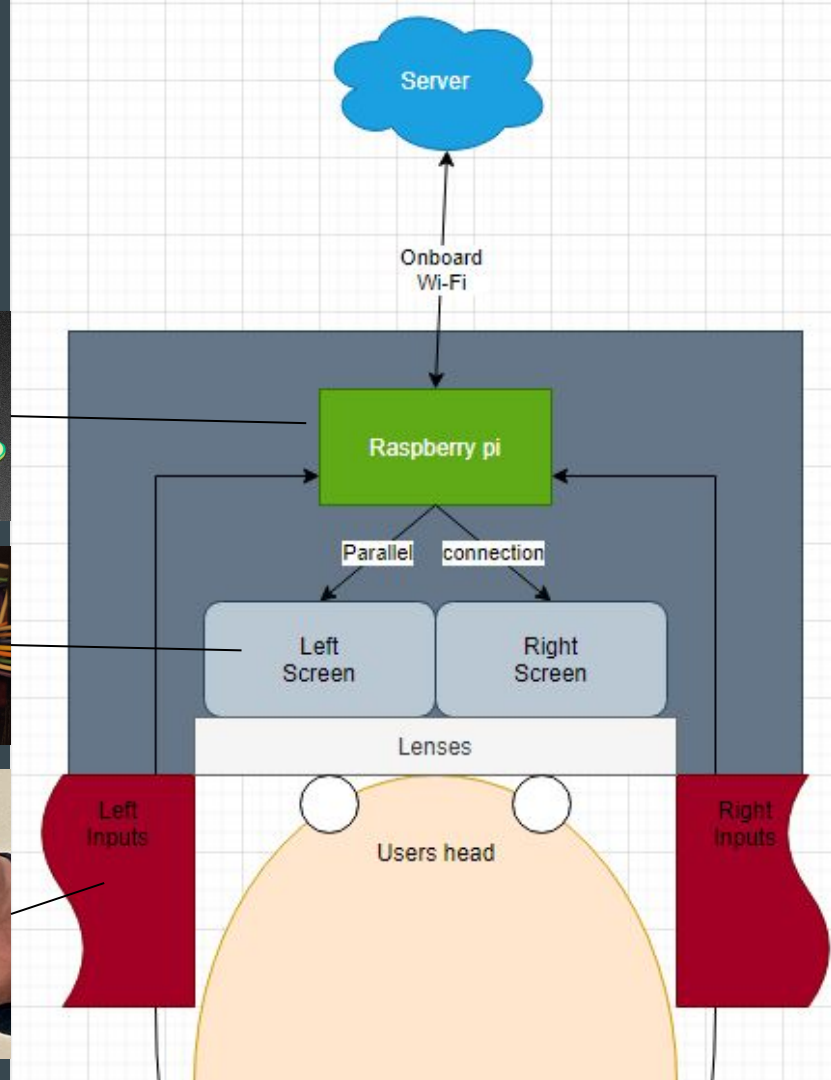 Server
Onboard
Wi-Fi
Raspberry pi
Parallel connection
Left
Screen
Right
Screen
Lenses
Left
Inputs
Right
Inputs
Users head